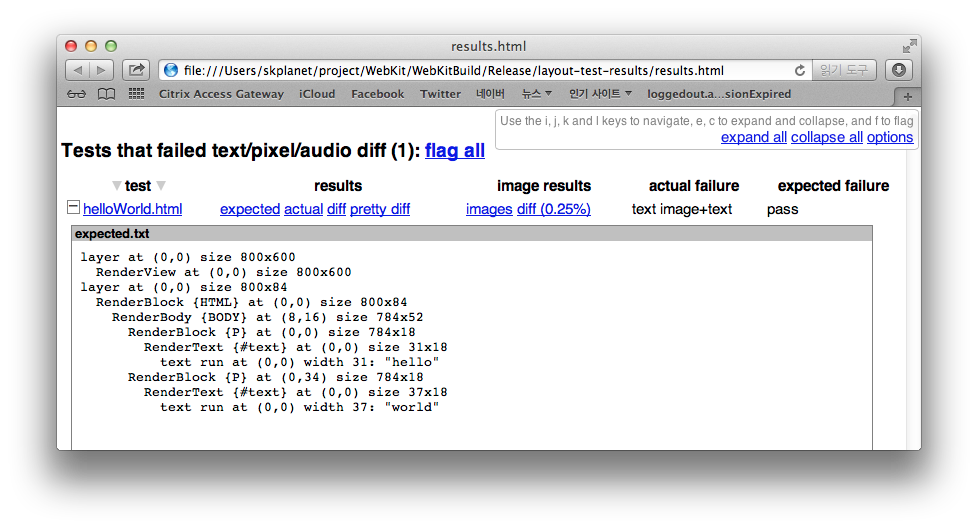 results.html
file:///Users/skplanet/project/WebKit/WebKitBuild/Release/layout-test-results/results.html 읽기 도구
Citrix Access Gateway iCloud Facebook Twitter 네이버 뉴스 ▼ 인기 사이트 ▼ loggedout.a...sionExpired +
Use the i, j, k and l keys to navigate, e, c to expand and collapse, and f to flag
expand all collapse all options
Tests that failed text/pixel/audio diff (1): flag all
▼ test ▼ results image results actual failure expected failure
helloWorld.html expected actual diff pretty diff images diff (0.25%) text image+text pass
expected.txt
layer at (0,0) size 800x600
  RenderView at (0,0) size 800x600
layer at (0,0) size 800x84
  RenderBlock {HTML} at (0,0) size 800x84
    RenderBody {BODY} at (8,16) size 784x52
      RenderBlock {P} at (0,0) size 784x18
        RenderText {#text} at (0,0) size 31x18
          text run at (0,0) width 31: "hello"
      RenderBlock {P} at (0,34) size 784x18
        RenderText {#text} at (0,0) size 37x18
          text run at (0,0) width 37: "world"